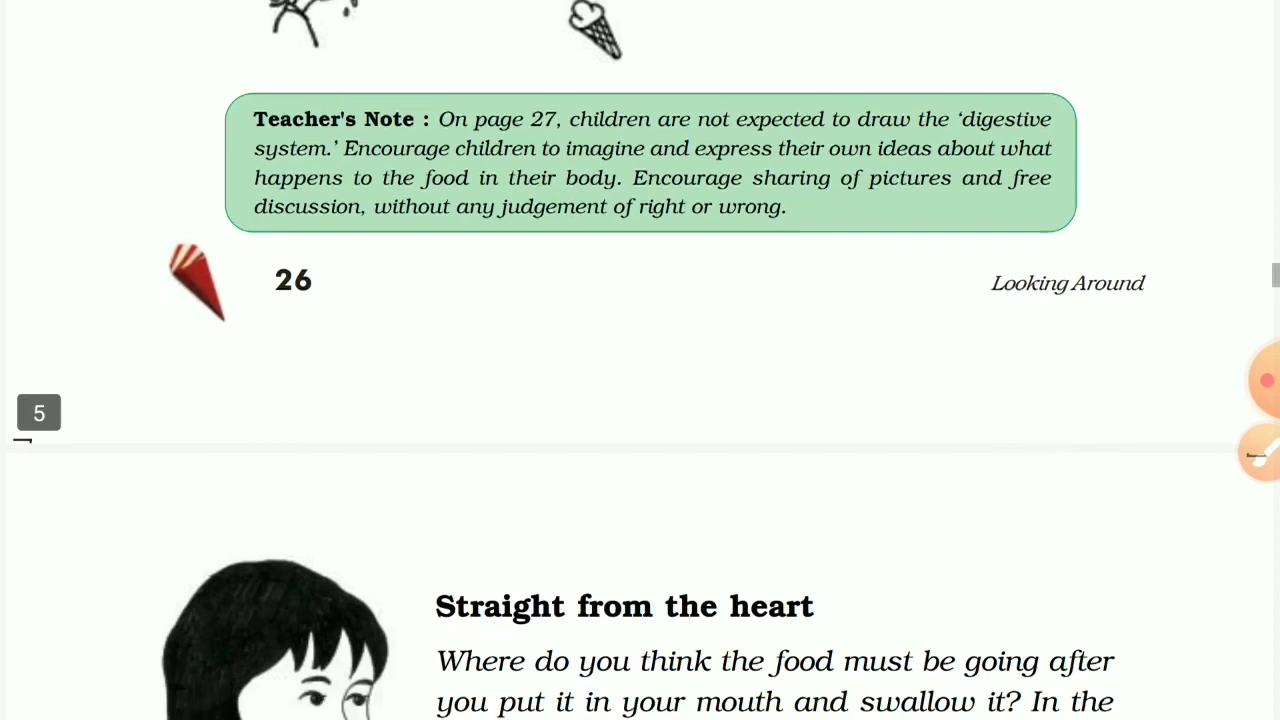 Teacher's Note : On page 27, children are not expected to draw the ‘digestive
system.’ Encourage children to imagine and express their own ideas about what
happens to the food in their body. Encourage sharing of pictures and free
discussion, without any judgement of right or wrong.
26
Looking Around
5
Straight from the heart
Where do you think the food must be going after
you put it in your mouth and swallow it? In the